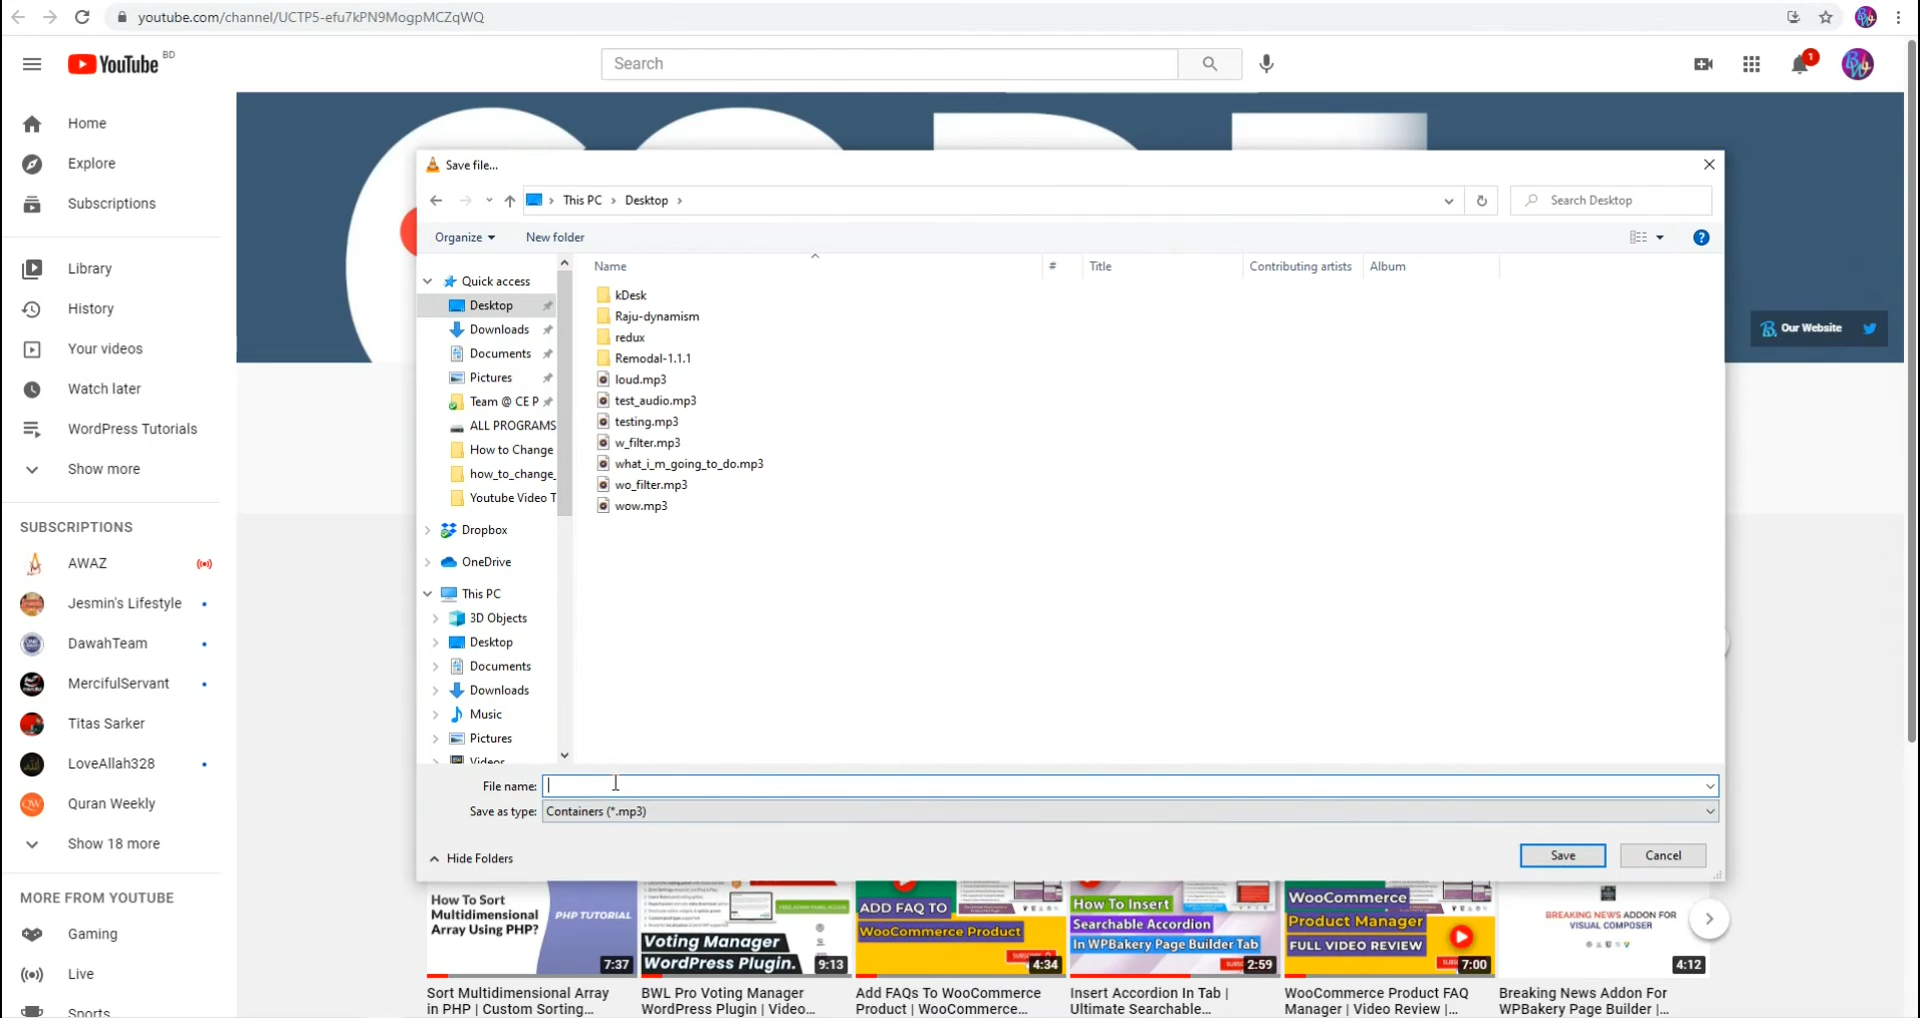 youtube.com/channel/UCTP5-efu7kPN9MogpMCZqWQ
YouTube BD
Search
1
Home
Explore
Subscriptions
Library
History
Your videos
Watch later
WordPress Tutorials
Show more
SUBSCRIPTIONS
AWAZ
Jesmin's Lifestyle
DawahTeam
MercifulServant
Titas Sarker
LoveAllah328
Quran Weekly
Show 18 more
MORE FROM YOUTUBE
Gaming
Live
Sports
Our Website
Save file...
This PC > Desktop >
Search Desktop
Organize
New folder
Quick access
Desktop
Downloads
Documents
Pictures
Team @ CE P
ALL PROGRAMS
How to Change
how_to_change_
Youtube Video T
Dropbox
OneDrive
This PC
3D Objects
Desktop
Documents
Downloads
Music
Pictures
Videos
Name # Title Contributing artists Album
kDesk
Raju-dynamism
redux
Remodal-1.1.1
loud.mp3
test_audio.mp3
testing.mp3
w_filter.mp3
what_i_m_going_to_do.mp3
wo_filter.mp3
wow.mp3
File name:
Save as type: Containers (*.mp3)
Hide Folders
Save
Cancel
How To Sort
Multidimensional
Array Using PHP?
PHP TUTORIAL
7:37
Sort Multidimensional Array
in PHP | Custom Sorting...
Voting Manager
WordPress Plugin.
9:13
BWL Pro Voting Manager
WordPress Plugin | Video...
ADD FAQ TO
WooCommerce Product
4:34
Add FAQs To WooCommerce
Product | WooCommerce...
How To Insert
Searchable Accordion
In WPBakery Page Builder Tab
2:59
Insert Accordion In Tab |
Ultimate Searchable...
WooCommerce
Product Manager
FULL VIDEO REVIEW
7:00
WooCommerce Product FAQ
Manager | Video Review |...
BREAKING NEWS ADDON FOR
VISUAL COMPOSER
4:12
Breaking News Addon For
WPBakery Page Builder |...